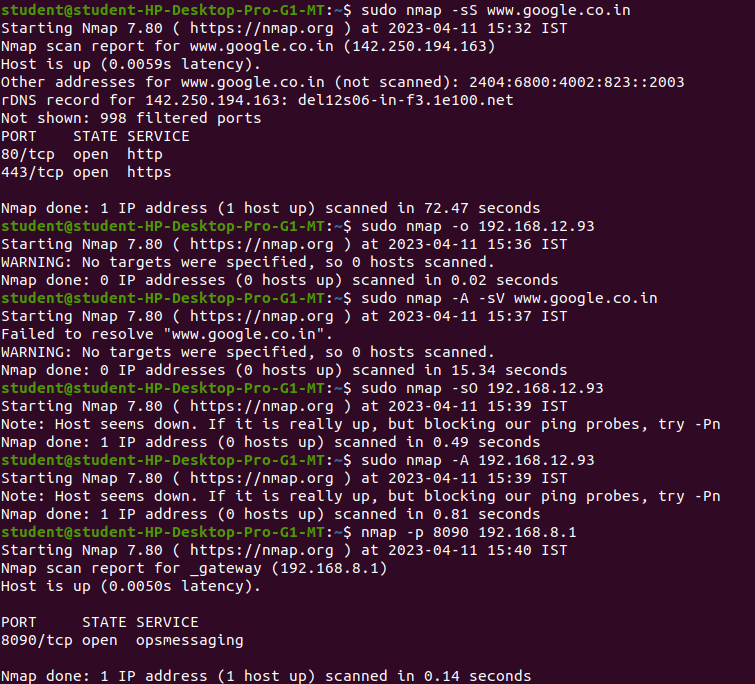 student@student-HP-Desktop-Pro-G1-MT:~$ sudo nmap -sS www.google.co.in
Starting Nmap 7.80 ( https://nmap.org ) at 2023-04-11 15:32 IST
Nmap scan report for www.google.co.in (142.250.194.163)
Host is up (0.0059s latency).
Other addresses for www.google.co.in (not scanned): 2404:6800:4002:823::2003
rDNS record for 142.250.194.163: del12s06-in-f3.1e100.net
Not shown: 998 filtered ports
PORT    STATE SERVICE
80/tcp  open  http
443/tcp open  https

Nmap done: 1 IP address (1 host up) scanned in 72.47 seconds
student@student-HP-Desktop-Pro-G1-MT:~$ sudo nmap -o 192.168.12.93
Starting Nmap 7.80 ( https://nmap.org ) at 2023-04-11 15:36 IST
WARNING: No targets were specified, so 0 hosts scanned.
Nmap done: 0 IP addresses (0 hosts up) scanned in 0.02 seconds
student@student-HP-Desktop-Pro-G1-MT:~$ sudo nmap -A -sV www.google.co.in
Starting Nmap 7.80 ( https://nmap.org ) at 2023-04-11 15:37 IST
Failed to resolve "www.google.co.in".
WARNING: No targets were specified, so 0 hosts scanned.
Nmap done: 0 IP addresses (0 hosts up) scanned in 15.34 seconds
student@student-HP-Desktop-Pro-G1-MT:~$ sudo nmap -sO 192.168.12.93
Starting Nmap 7.80 ( https://nmap.org ) at 2023-04-11 15:39 IST
Note: Host seems down. If it is really up, but blocking our ping probes, try -Pn
Nmap done: 1 IP address (0 hosts up) scanned in 0.49 seconds
student@student-HP-Desktop-Pro-G1-MT:~$ sudo nmap -A 192.168.12.93
Starting Nmap 7.80 ( https://nmap.org ) at 2023-04-11 15:39 IST
Note: Host seems down. If it is really up, but blocking our ping probes, try -Pn
Nmap done: 1 IP address (0 hosts up) scanned in 0.81 seconds
student@student-HP-Desktop-Pro-G1-MT:~$ nmap -p 8090 192.168.8.1
Starting Nmap 7.80 ( https://nmap.org ) at 2023-04-11 15:40 IST
Nmap scan report for _gateway (192.168.8.1)
Host is up (0.0050s latency).

PORT     STATE SERVICE
8090/tcp open  opsmessaging

Nmap done: 1 IP address (1 host up) scanned in 0.14 seconds